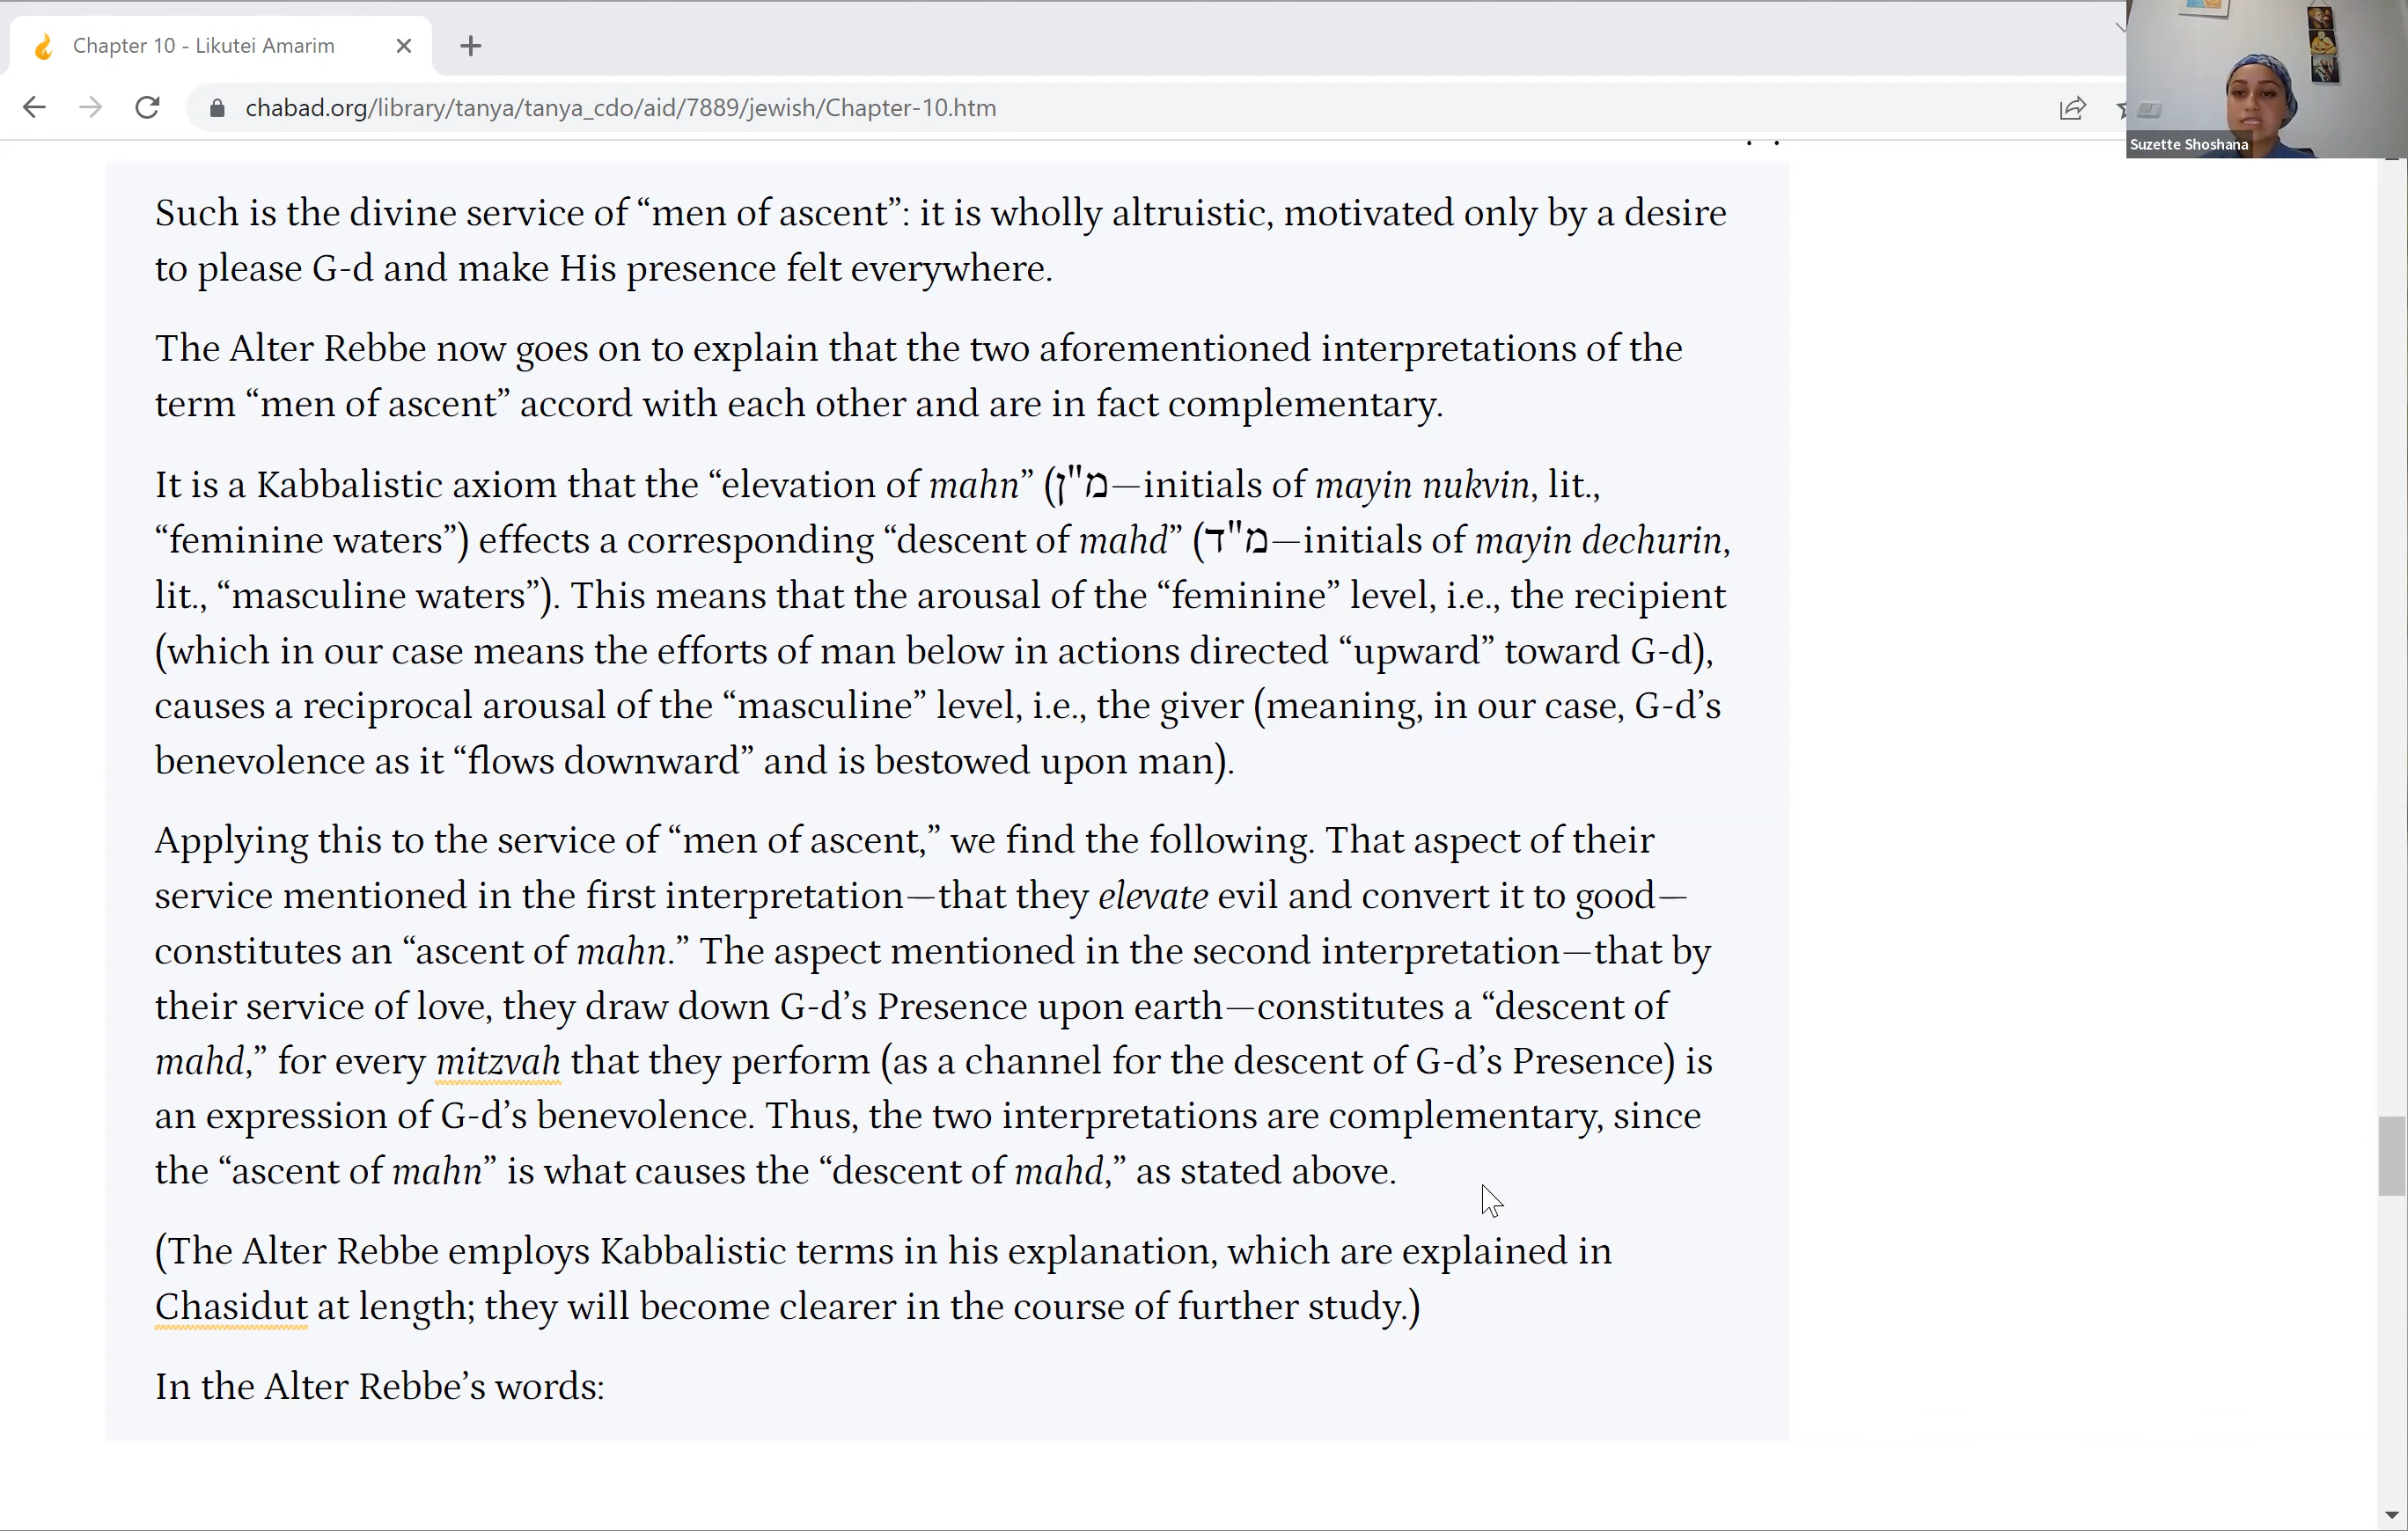 Chapter 10 - Likutei Amarim
chabad.org/library/tanya/tanya_cdo/aid/7889/jewish/Chapter-10.htm
Suzette Shoshana
Such is the divine service of “men of ascent”: it is wholly altruistic, motivated only by a desire
to please G-d and make His presence felt everywhere.
The Alter Rebbe now goes on to explain that the two aforementioned interpretations of the
term “men of ascent” accord with each other and are in fact complementary.
It is a Kabbalistic axiom that the “elevation of mahn” (מ"ן—initials of mayin nukvin, lit.,
“feminine waters”) effects a corresponding “descent of mahd” (מ"ד—initials of mayin dechurin,
lit., “masculine waters”). This means that the arousal of the “feminine” level, i.e., the recipient
(which in our case means the efforts of man below in actions directed “upward” toward G-d),
causes a reciprocal arousal of the “masculine” level, i.e., the giver (meaning, in our case, G-d’s
benevolence as it “flows downward” and is bestowed upon man).
Applying this to the service of “men of ascent,” we find the following. That aspect of their
service mentioned in the first interpretation—that they elevate evil and convert it to good—
constitutes an “ascent of mahn.” The aspect mentioned in the second interpretation—that by
their service of love, they draw down G-d’s Presence upon earth—constitutes a “descent of
mahd,” for every mitzvah that they perform (as a channel for the descent of G-d’s Presence) is
an expression of G-d’s benevolence. Thus, the two interpretations are complementary, since
the “ascent of mahn” is what causes the “descent of mahd,” as stated above.
(The Alter Rebbe employs Kabbalistic terms in his explanation, which are explained in
Chasidut at length; they will become clearer in the course of further study.)
In the Alter Rebbe’s words: